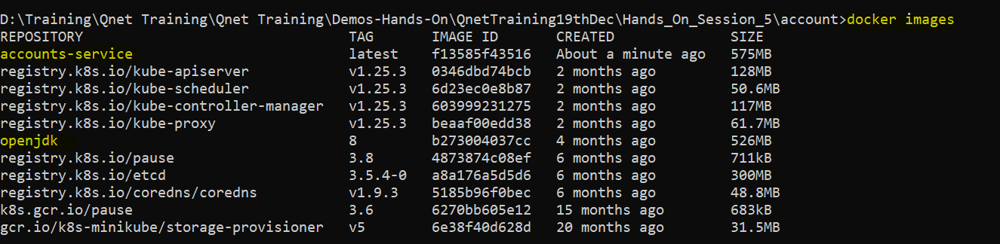 D:\Training\Qnet Training\Qnet Training\Demos-Hands-On\QnetTraining19thDec\Hands_On_Session_5\account>docker images
REPOSITORY TAG IMAGE ID CREATED SIZE
accounts-service latest f13585f43516 About a minute ago 575MB
registry.k8s.io/kube-apiserver v1.25.3 0346dbd74bcb 2 months ago 128MB
registry.k8s.io/kube-scheduler v1.25.3 6d23ec0e8b87 2 months ago 50.6MB
registry.k8s.io/kube-controller-manager v1.25.3 603999231275 2 months ago 117MB
registry.k8s.io/kube-proxy v1.25.3 beaaf00edd38 2 months ago 61.7MB
openjdk 8 b273004037cc 4 months ago 526MB
registry.k8s.io/pause 3.8 4873874c08ef 6 months ago 711kB
registry.k8s.io/etcd 3.5.4-0 a8a176a5d5d6 6 months ago 300MB
registry.k8s.io/coredns/coredns v1.9.3 5185b96f0bec 6 months ago 48.8MB
k8s.gcr.io/pause 3.6 6270bb605e12 15 months ago 683kB
gcr.io/k8s-minikube/storage-provisioner v5 6e38f40d628d 20 months ago 31.5MB